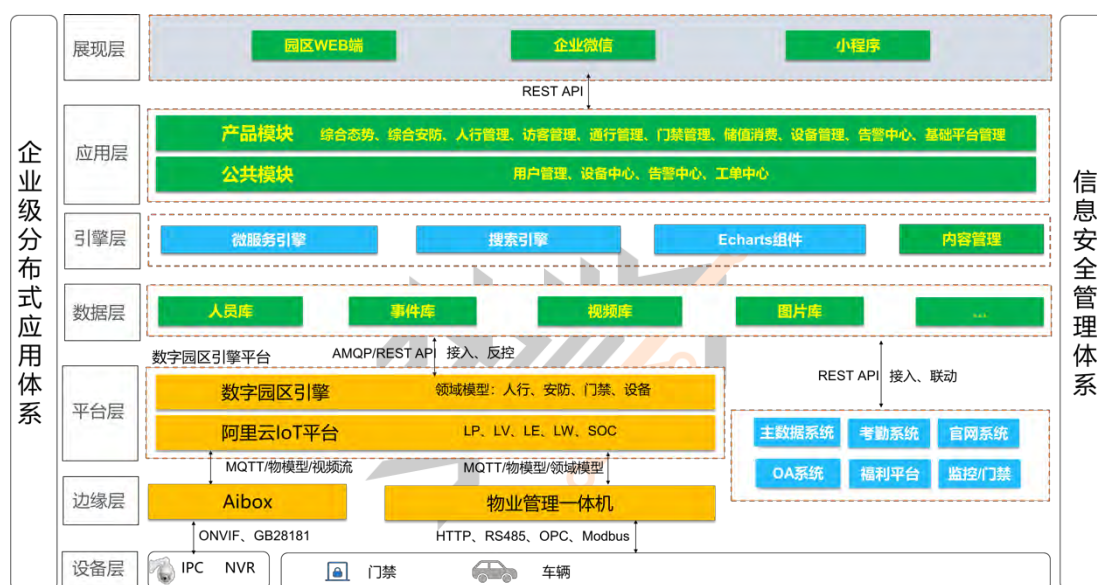 企业级分布式应用体系
展现层
园区WEB端
企业微信
小程序
REST API
应用层
产品模块 综合态势、综合安防、人行管理、访客管理、通行管理、门禁管理、储值消费、设备管理、告警中心、基础平台管理
公共模块 用户管理、设备中心、告警中心、工单中心
引擎层
微服务引擎
搜索引擎
Echarts组件
内容管理
数据层
人员库
事件库
视频库
图片库
...
数字园区引擎平台
AMQP/REST API 接入、反控
REST API 接入、联动
平台层
数字园区引擎 领域模型：人行、安防、门禁、设备
阿里云IoT平台 LP、LV、LE、LW、SOC
主数据系统
考勤系统
官网系统
OA系统
福利平台
监控/门禁
MQTT/物模型/视频流
MQTT/物模型/领域模型
边缘层
Aibox
物业管理一体机
ONVIF、GB28181
HTTP、RS485、OPC、Modbus
设备层
IPC NVR
门禁
车辆
信息安全管理体系